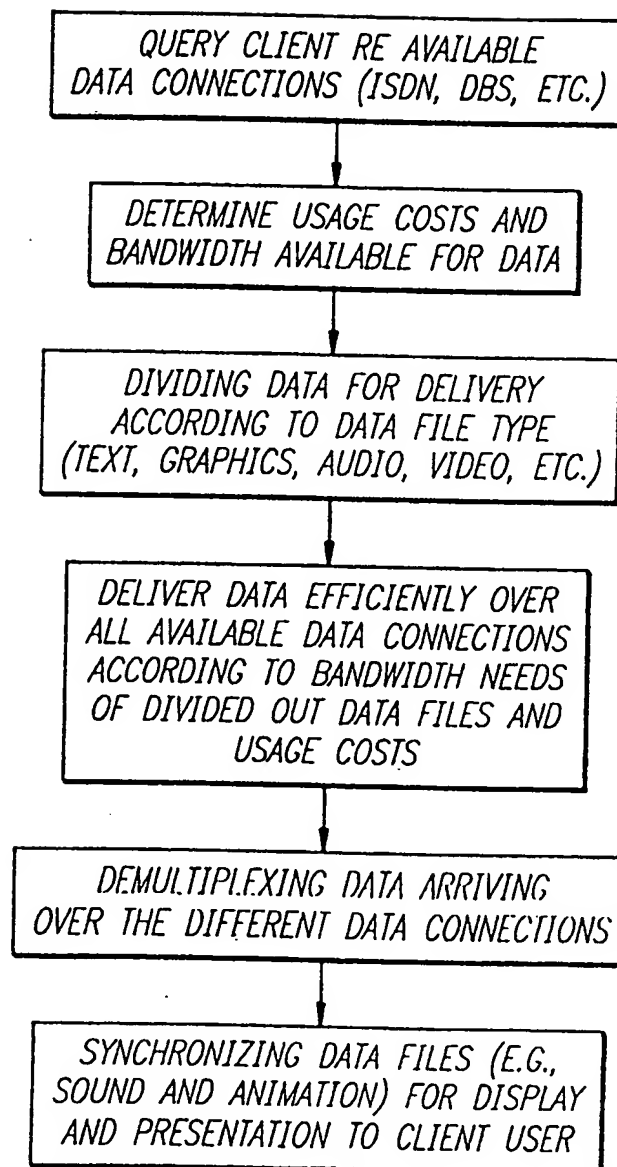 QUERY CLIENT RE AVAILABLE
DATA CONNECTIONS (ISDN, DBS, ETC.)
DETERMINE USAGE COSTS AND
BANDWIDTH AVAILABLE FOR DATA
DIVIDING DATA FOR DELIVERY
ACCORDING TO DATA FILE TYPE
(TEXT, GRAPHICS, AUDIO, VIDEO, ETC.)
DELIVER DATA EFFICIENTLY OVER
ALL AVAILABLE DATA CONNECTIONS
ACCORDING TO BANDWIDTH NEEDS
OF DIVIDED OUT DATA FILES AND
USAGE COSTS
DEMULTIPLEXING DATA ARRIVING
OVER THE DIFFERENT DATA CONNECTIONS
SYNCHRONIZING DATA FILES (E.G.,
SOUND AND ANIMATION) FOR DISPLAY
AND PRESENTATION TO CLIENT USER